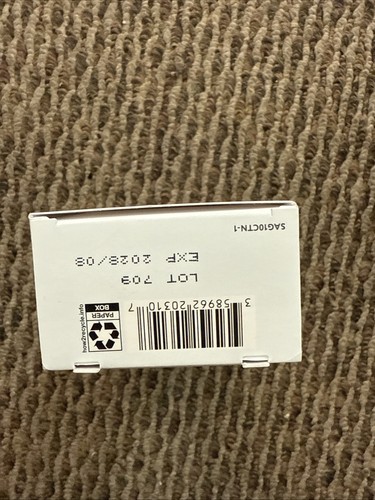 3 58962 20310 7
PAPER
BOX
how2recycle.info
LOT 709
EXP 2028/08
SAG10CTN-1